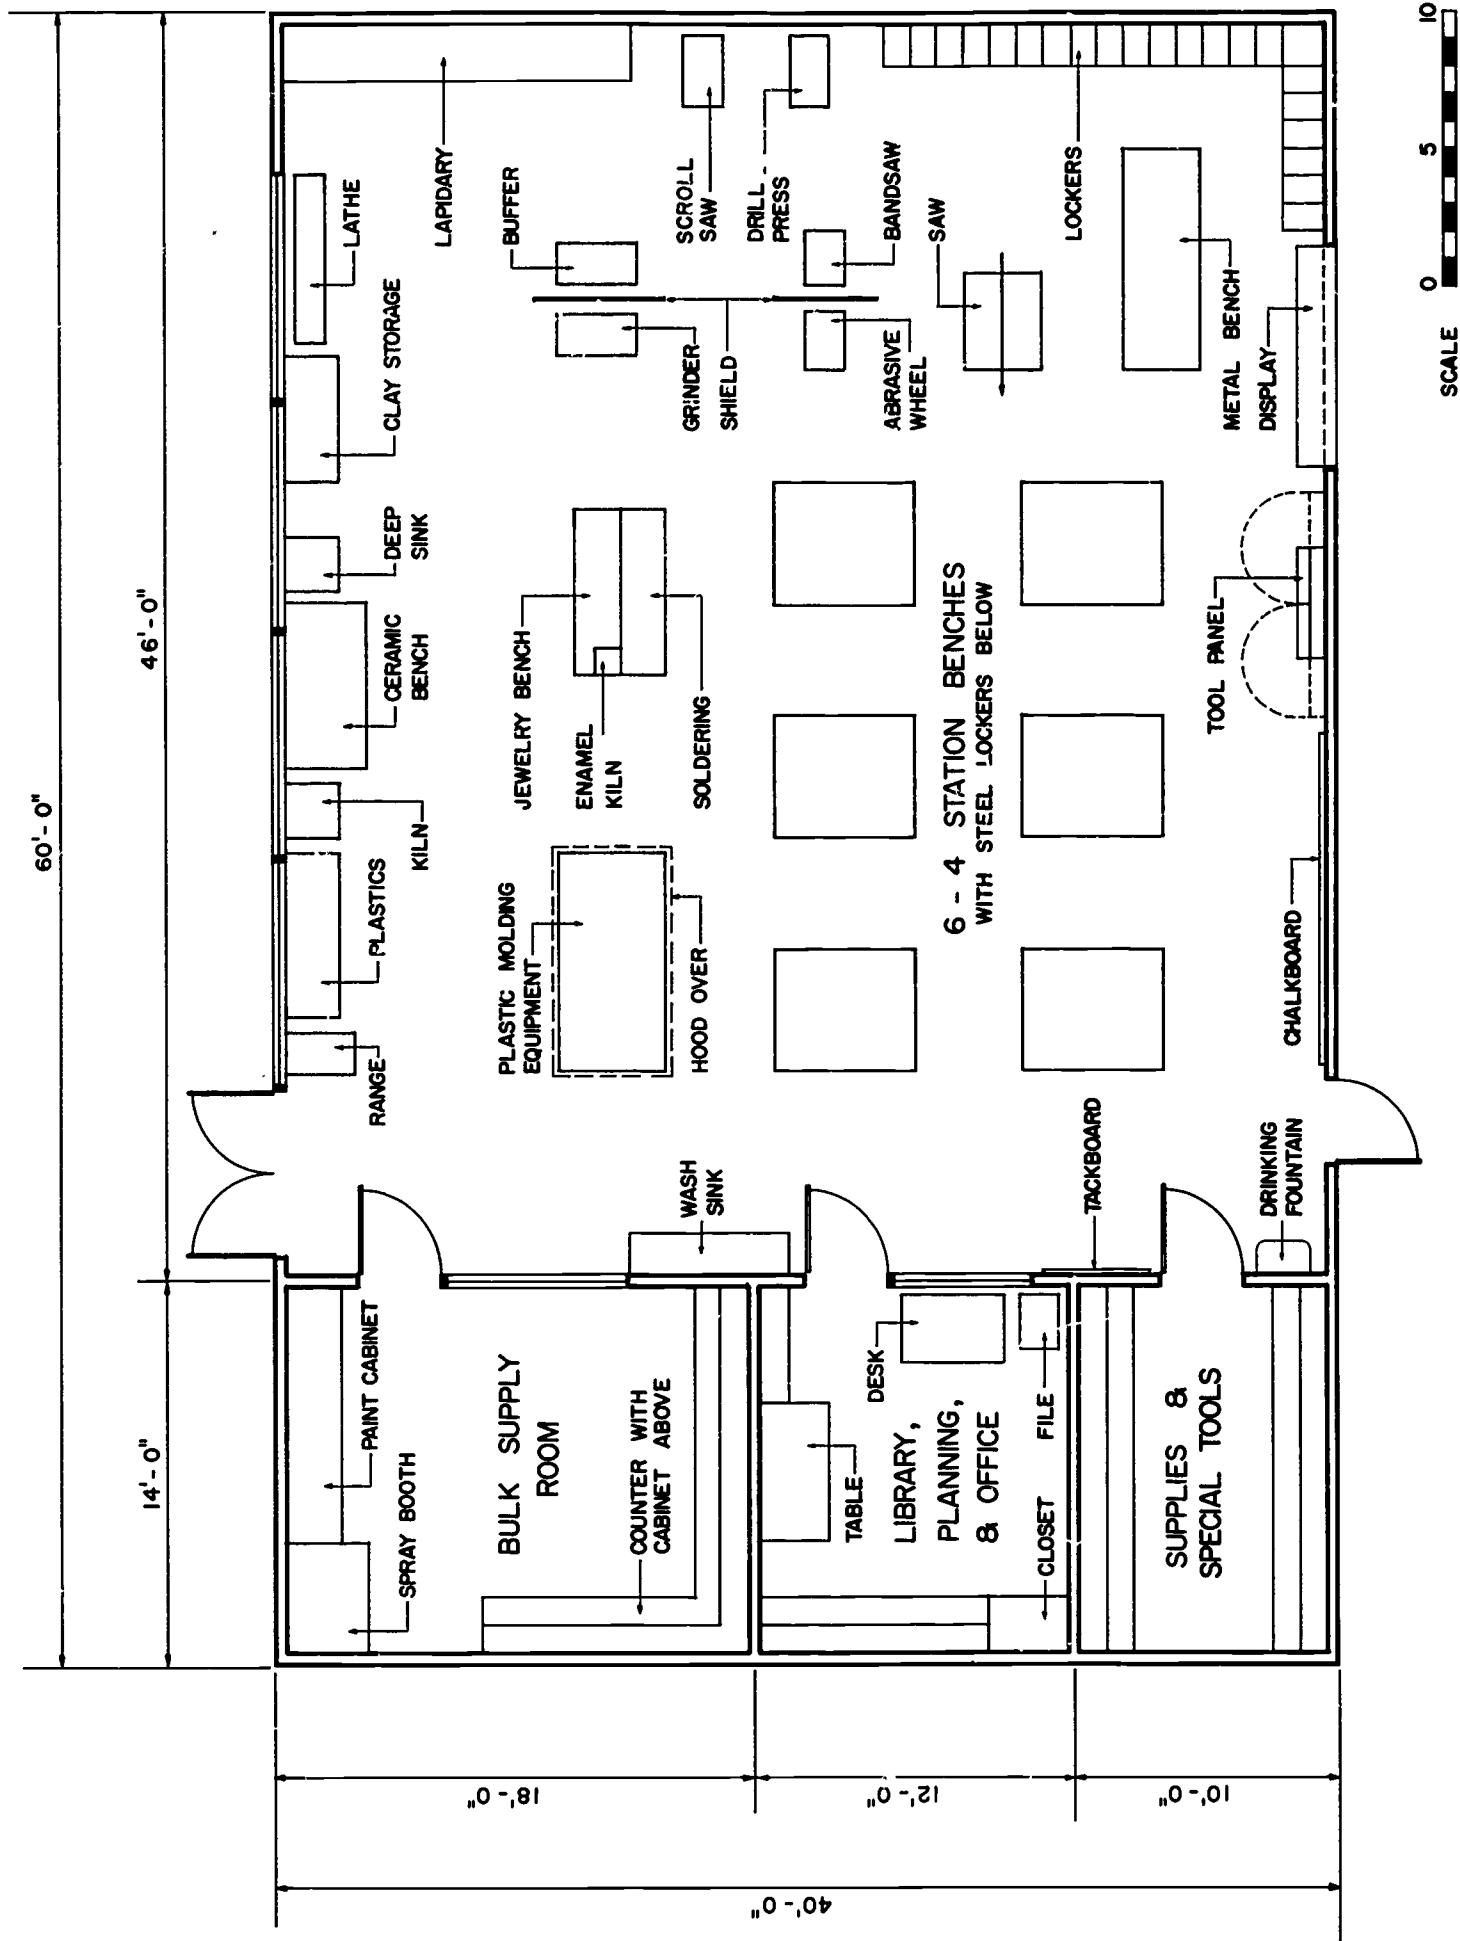 60'-0"
46'-0"
14'-0"
RANGE
PLASTICS
KILN
CERAMIC
BENCH
DEEP
SINK
CLAY STORAGE
LATHE
PAINT CABINET
SPRAY BOOTH
BULK SUPPLY
ROOM
COUNTER WITH
CABINET ABOVE
WASH
SINK
PLASTIC MOLDING
EQUIPMENT
HOOD OVER
JEWELRY BENCH
ENAMEL
KILN
SOLDERING
LAPIDARY
BUFFER
GRINDER
SHIELD
SCROLL
SAW
DRILL
PRESS
ABRASIVE
WHEEL
BANDSAW
SAW
TABLE
DESK
LIBRARY,
PLANNING,
& OFFICE
CLOSET
FILE
6 - 4 STATION BENCHES
WITH STEEL LOCKERS BELOW
LOCKERS
TACKBOARD
SUPPLIES &
SPECIAL TOOLS
DRINKING
FOUNTAIN
CHALKBOARD
TOOL PANEL
METAL BENCH
DISPLAY
18'-0"
12'-0"
10'-0"
40'-0"
SCALE
0 5 10